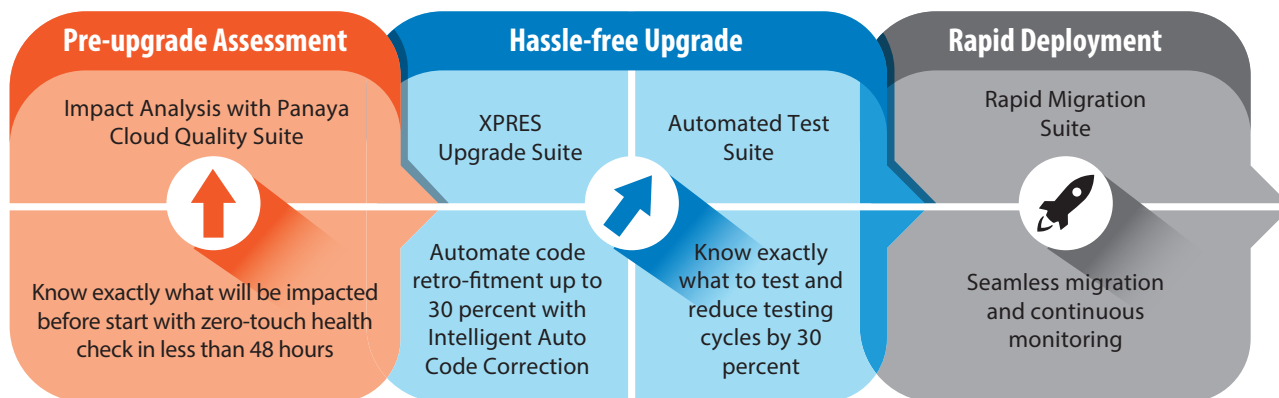 Pre-upgrade Assessment
Impact Analysis with Panaya
Cloud Quality Suite
Know exactly what will be impacted
before start with zero-touch health
check in less than 48 hours
Hassle-free Upgrade
XPRES
Upgrade Suite
Automate code
retro-fitment up to
30 percent with
Intelligent Auto
Code Correction
Automated Test
Suite
Know exactly
what to test and
reduce testing
cycles by 30
percent
Rapid Deployment
Rapid Migration
Suite
Seamless migration
and continuous
monitoring